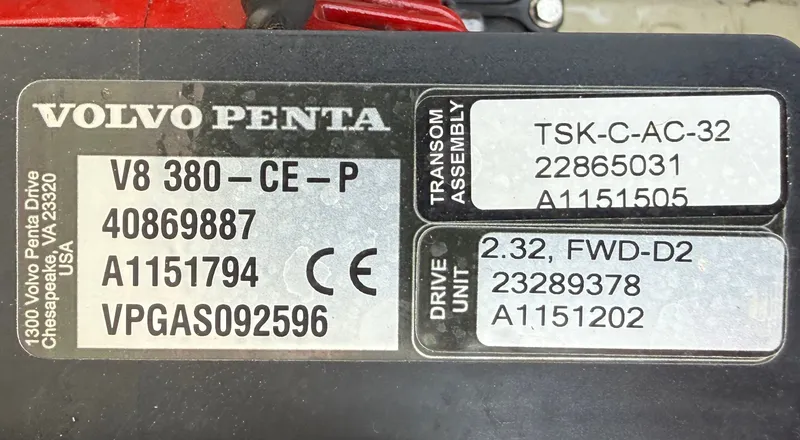 VOLVO PENTA
1300 Volvo Penta Drive
Chesapeake, VA 23320
USA
V8 380-CE-P
40869887
A1151794 CE
VPGAS092596
TRANSOM
ASSEMBLY
TSK-C-AC-32
22865031
A1151505
DRIVE
UNIT
2.32, FWD-D2
23289378
A1151202